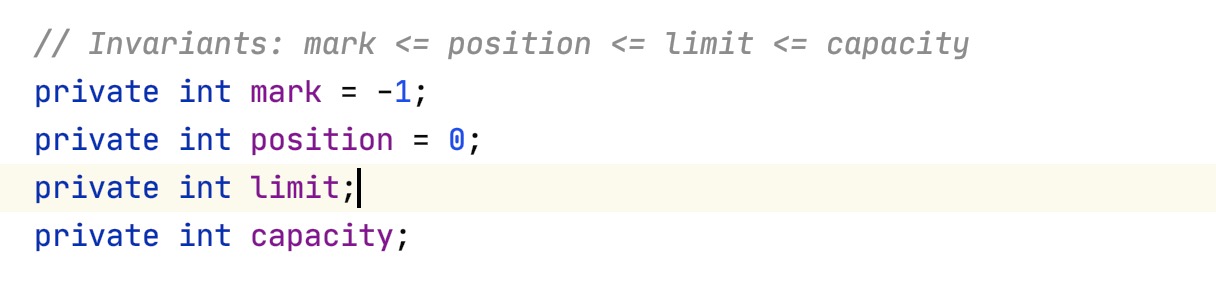 // Invariants: mark <= position <= limit <= capacity
private int mark = -1;
private int position = 0;
private int limit;
private int capacity;